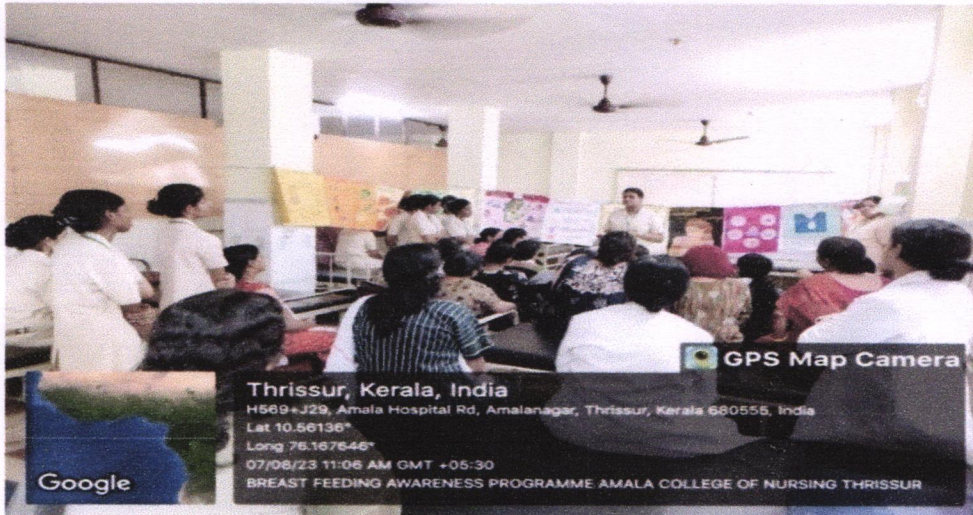 GPS Map Camera
Thrissur, Kerala, India
H569+J29, Amala Hospital Rd, Amalanagar, Thrissur, Kerala 680555, India
Lat 10.56136°
Long 76.167646°
07/08/23 11:06 AM GMT +05:30
BREAST FEEDING AWARENESS PROGRAMME AMALA COLLEGE OF NURSING THRISSUR
Google